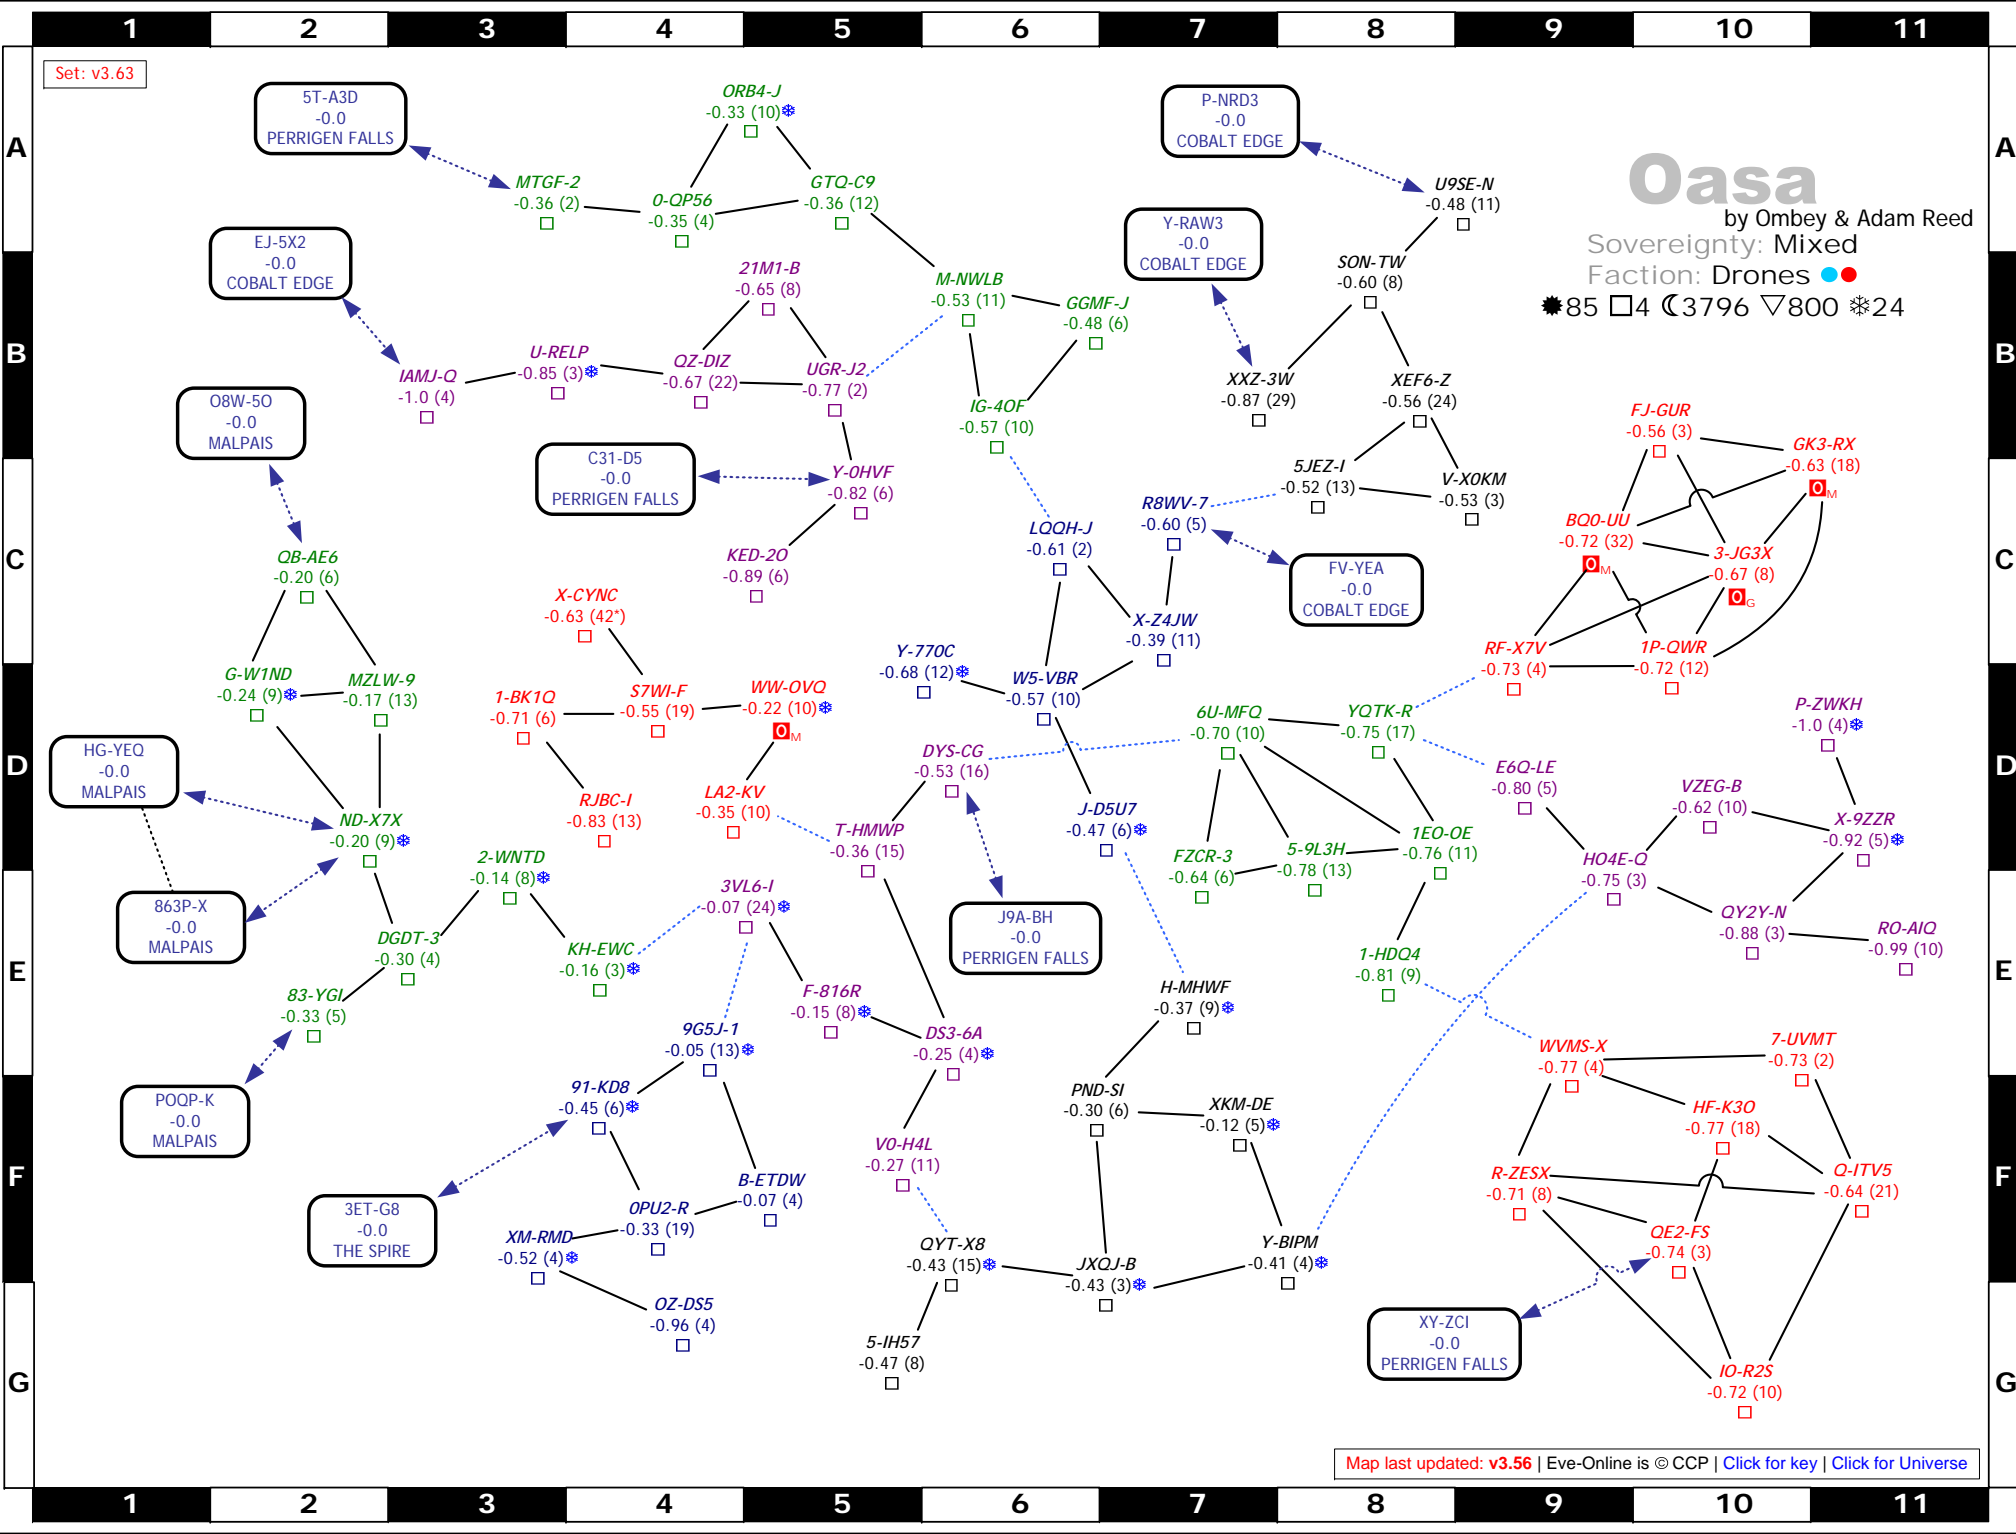 1 2 3 4 5 6 7 8 9 10 11
Set: v3.63
A
A
5T-A3D
-0.0
PERRIGEN FALLS
ORB4-J
-0.33 (10)
P-NRD3
-0.0
COBALT EDGE
MTGF-2
-0.36 (2)
0-QP56
-0.35 (4)
GTQ-C9
-0.36 (12)
U9SE-N
-0.48 (11)
Oasa
by Ombey & Adam Reed
Sovereignty: Mixed
Faction: Drones
85 4 3796 800 24
EJ-5X2
-0.0
COBALT EDGE
Y-RAW3
-0.0
COBALT EDGE
21M1-B
-0.65 (8)
M-NWLB
-0.53 (11)
GGMF-J
-0.48 (6)
SON-TW
-0.60 (8)
B
B
IAMJ-Q
-1.0 (4)
U-RELP
-0.85 (3)
QZ-DIZ
-0.67 (22)
UGR-J2
-0.77 (2)
XXZ-3W
-0.87 (29)
XEF6-Z
-0.56 (24)
IG-4OF
-0.57 (10)
FJ-GUR
-0.56 (3)
GK3-RX
-0.63 (18)
0M
O8W-5O
-0.0
MALPAIS
C31-D5
-0.0
PERRIGEN FALLS
Y-0HVF
-0.82 (6)
5JEZ-I
-0.52 (13)
V-X0KM
-0.53 (3)
R8WV-7
-0.60 (5)
LQQH-J
-0.61 (2)
BQ0-UU
-0.72 (32)
0M
3-JG3X
-0.67 (8)
0G
C
C
QB-AE6
-0.20 (6)
KED-2O
-0.89 (6)
FV-YEA
-0.0
COBALT EDGE
X-CYNC
-0.63 (42*)
X-Z4JW
-0.39 (11)
RF-X7V
-0.73 (4)
1P-QWR
-0.72 (12)
Y-770C
-0.68 (12)
W5-VBR
-0.57 (10)
G-W1ND
-0.24 (9)
MZLW-9
-0.17 (13)
1-BK1Q
-0.71 (6)
S7WI-F
-0.55 (19)
WW-OVQ
-0.22 (10)
0M
6U-MFQ
-0.70 (10)
YQTK-R
-0.75 (17)
P-ZWKH
-1.0 (4)
D
D
HG-YEQ
-0.0
MALPAIS
DYS-CG
-0.53 (16)
E6Q-LE
-0.80 (5)
VZEG-B
-0.62 (10)
RJBC-I
-0.83 (13)
LA2-KV
-0.35 (10)
J-D5U7
-0.47 (6)
X-9ZZR
-0.92 (5)
ND-X7X
-0.20 (9)
T-HMWP
-0.36 (15)
FZCR-3
-0.64 (6)
5-9L3H
-0.78 (13)
1EO-OE
-0.76 (11)
HO4E-Q
-0.75 (3)
2-WNTD
-0.14 (8)
3VL6-I
-0.07 (24)
863P-X
-0.0
MALPAIS
J9A-BH
-0.0
PERRIGEN FALLS
QY2Y-N
-0.88 (3)
RO-AIQ
-0.99 (10)
DGDT-3
-0.30 (4)
KH-EWC
-0.16 (3)
1-HDQ4
-0.81 (9)
E
E
83-YGI
-0.33 (5)
F-816R
-0.15 (8)
H-MHWF
-0.37 (9)
9G5J-1
-0.05 (13)
DS3-6A
-0.25 (4)
WVMS-X
-0.77 (4)
7-UVMT
-0.73 (2)
POQP-K
-0.0
MALPAIS
91-KD8
-0.45 (6)
PND-SI
-0.30 (6)
XKM-DE
-0.12 (5)
HF-K3O
-0.77 (18)
V0-H4L
-0.27 (11)
R-ZESX
-0.71 (8)
Q-ITV5
-0.64 (21)
F
F
3ET-G8
-0.0
THE SPIRE
B-ETDW
-0.07 (4)
0PU2-R
-0.33 (19)
XM-RMD
-0.52 (4)
QYT-X8
-0.43 (15)
JXQJ-B
-0.43 (3)
Y-BIPM
-0.41 (4)
QE2-FS
-0.74 (3)
OZ-DS5
-0.96 (4)
5-IH57
-0.47 (8)
XY-ZCI
-0.0
PERRIGEN FALLS
IO-R2S
-0.72 (10)
G
G
Map last updated: v3.56 | Eve-Online is © CCP | Click for key | Click for Universe
1 2 3 4 5 6 7 8 9 10 11